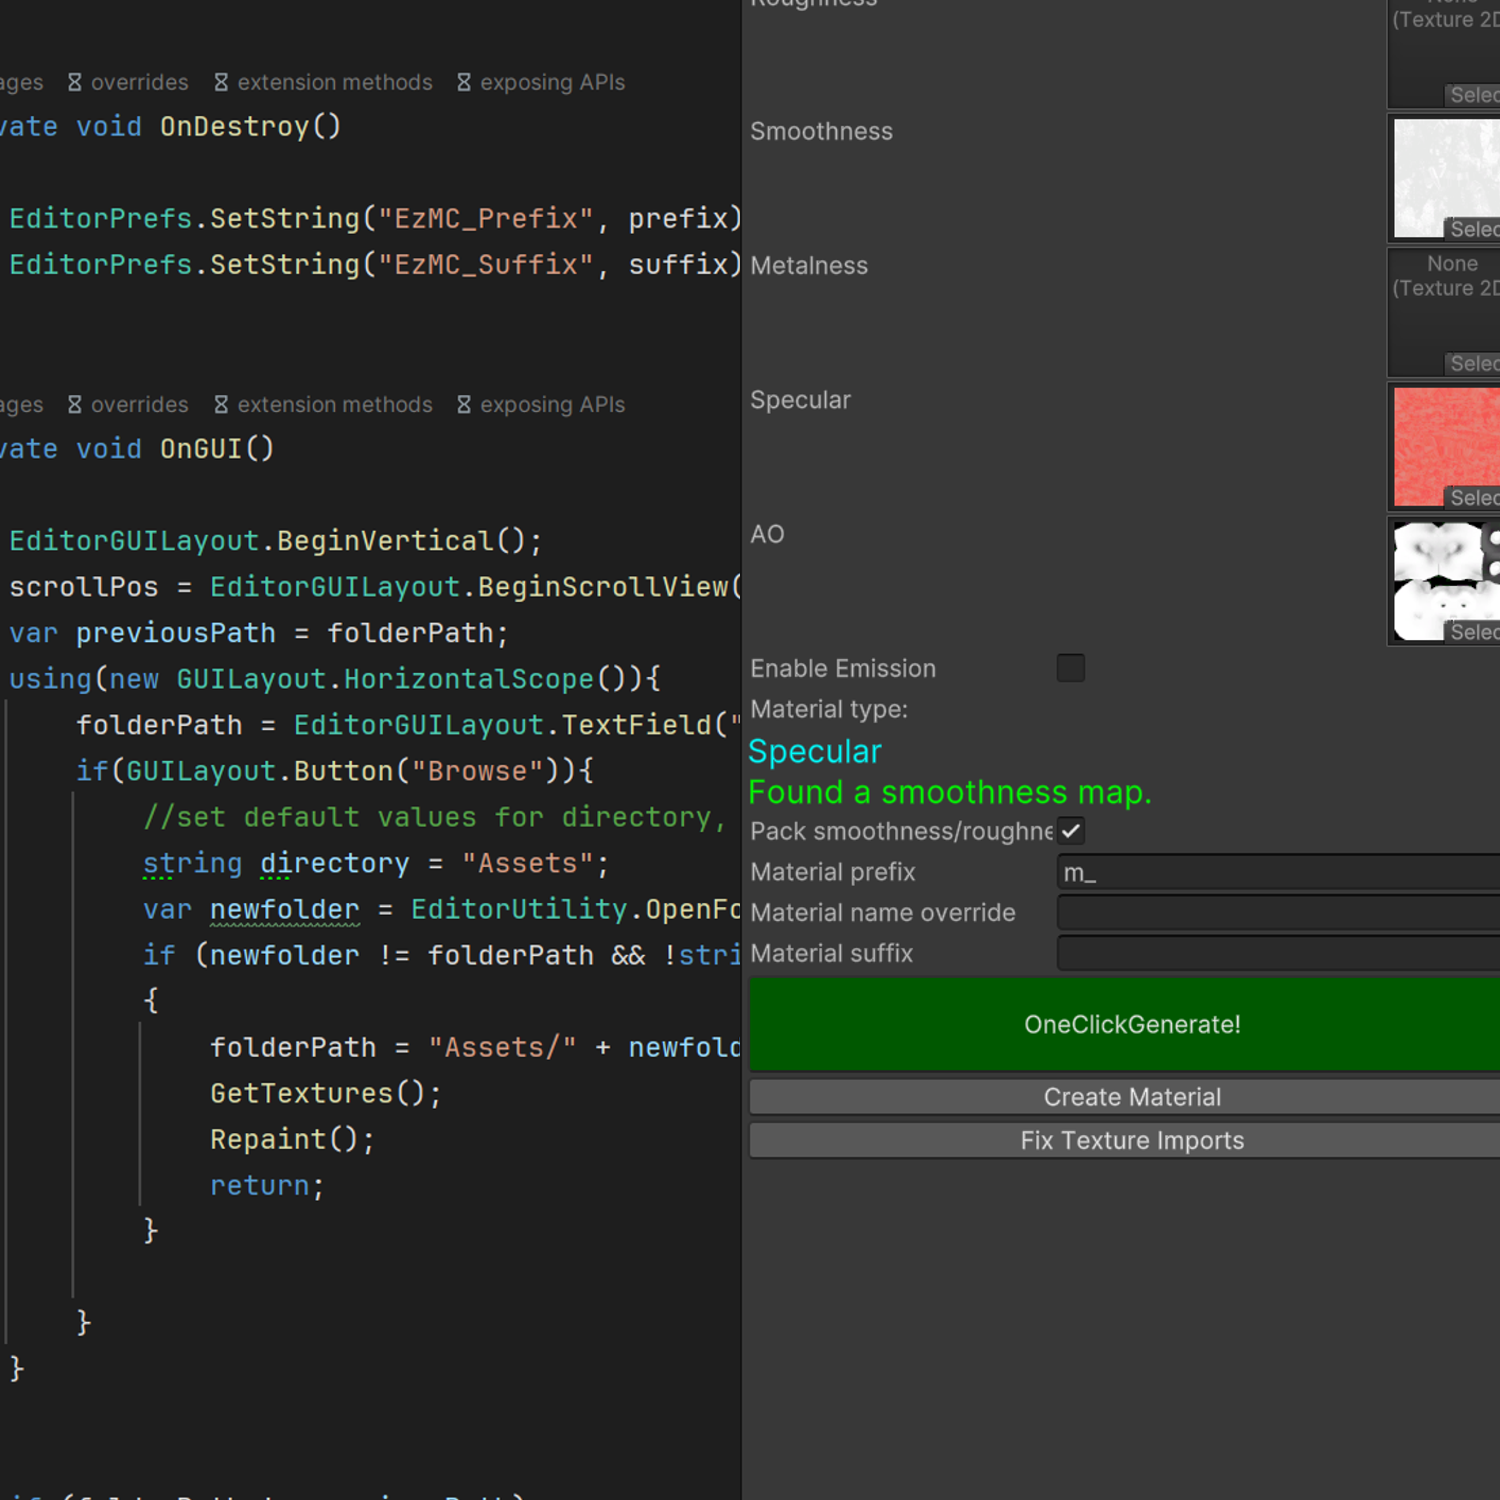 ages overrides extension methods exposing APIs
vate void OnDestroy()
EditorPrefs.SetString("EzMC_Prefix", prefix)
EditorPrefs.SetString("EzMC_Suffix", suffix)
ages overrides extension methods exposing APIs
vate void OnGUI()
EditorGUILayout.BeginVertical();
scrollPos = EditorGUILayout.BeginScrollView(
var previousPath = folderPath;
using(new GUILayout.HorizontalScope()){
folderPath = EditorGUILayout.TextField("
if(GUILayout.Button("Browse")){
//set default values for directory,
string directory = "Assets";
var newfolder = EditorUtility.OpenFo
if (newfolder != folderPath && !stri
{
folderPath = "Assets/" + newfold
GetTextures();
Repaint();
return;
}
}
}
Roughness
None
(Texture 2D
Selec
Smoothness
Selec
Metalness
None
(Texture 2D
Selec
Specular
Selec
AO
Selec
Enable Emission
Material type:
Specular
Found a smoothness map.
Pack smoothness/roughne
Material prefix m_
Material name override
Material suffix
OneClickGenerate!
Create Material
Fix Texture Imports